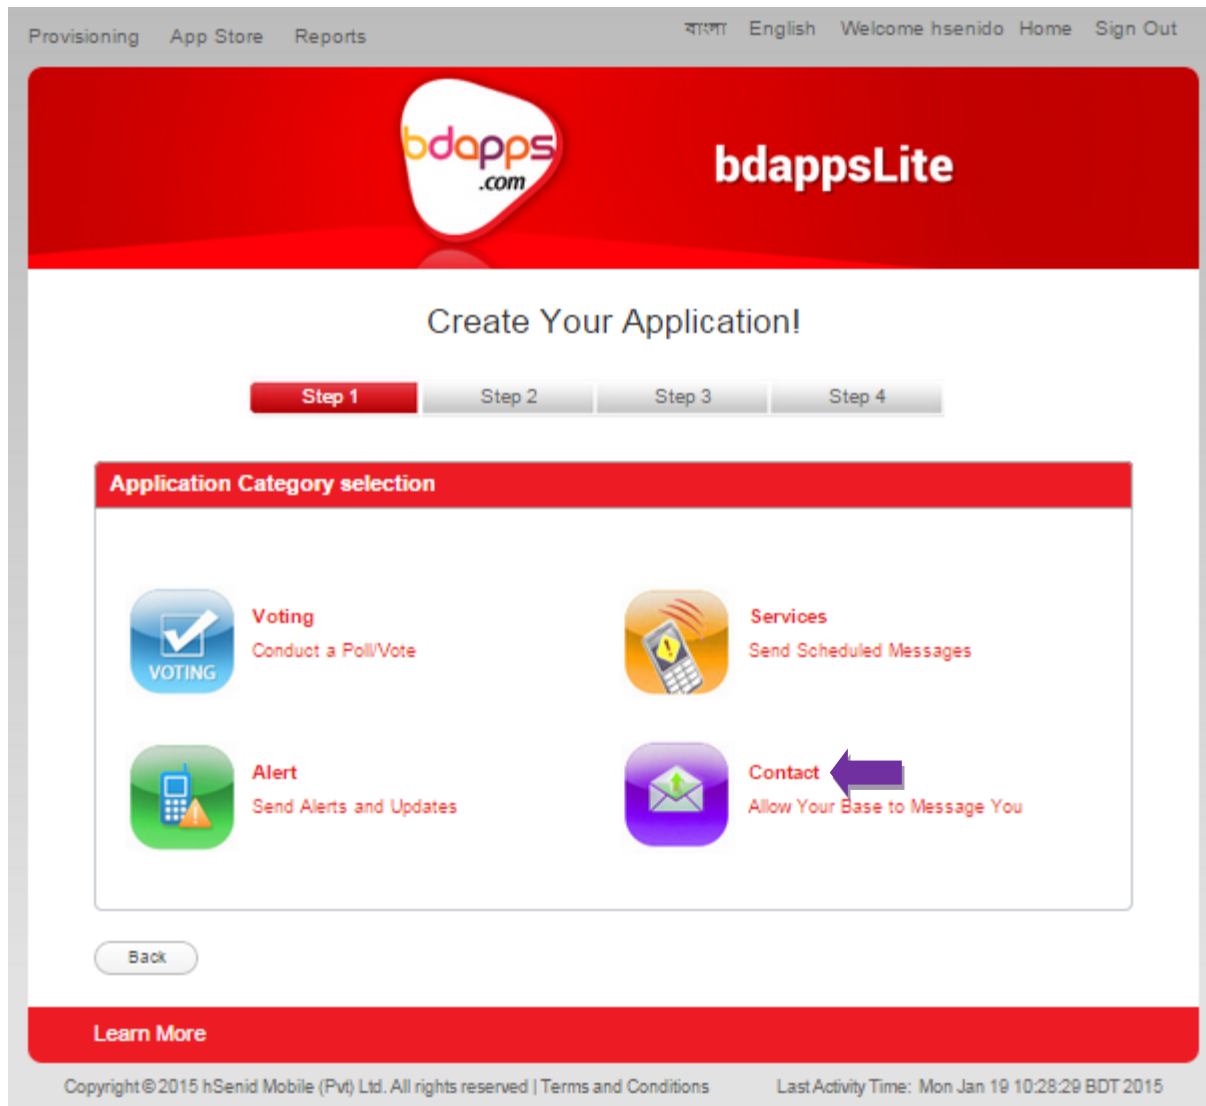 Provisioning App Store Reports বাংলা English Welcome hsenido Home Sign Out
bdapps
.com
bdappsLite
Create Your Application!
Step 1 Step 2 Step 3 Step 4
Application Category selection
VOTING
Voting
Conduct a Poll/Vote
Services
Send Scheduled Messages
Alert
Send Alerts and Updates
Contact
Allow Your Base to Message You
Back
Learn More
Copyright © 2015 hSenid Mobile (Pvt) Ltd. All rights reserved | Terms and Conditions Last Activity Time: Mon Jan 19 10:28:29 BDT 2015